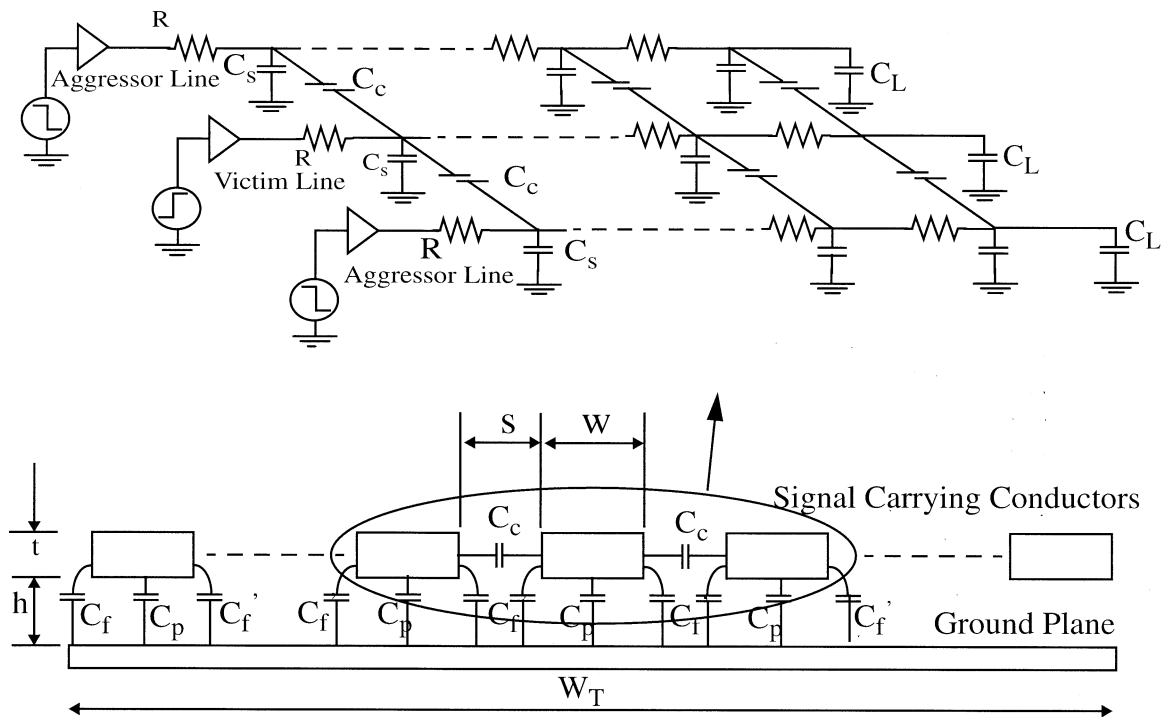 R
Aggressor Line
Cs
Cc
CL
R
Victim Line
Cs
Cc
CL
R
Aggressor Line
Cs
CL
S
W
Signal Carrying Conductors
Cc
Cc
t
h
Cf
Cp
Cf'
Cf'
Cp
Cf'
Cp
Cf'
Cp
Cf'
Ground Plane
WT